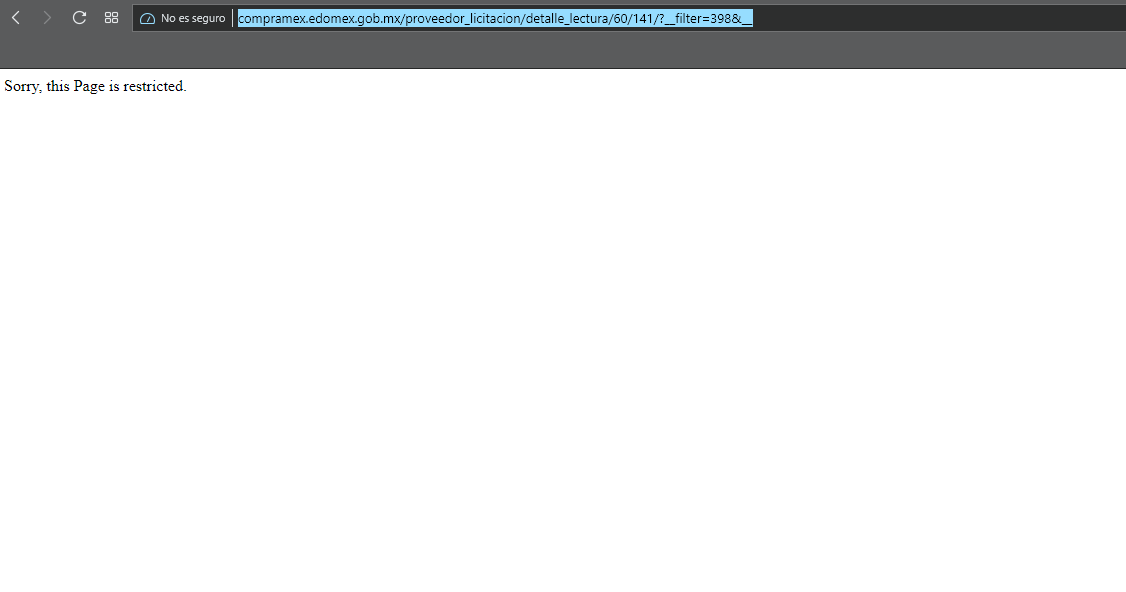 No es seguro
compramex.edomex.gob.mx/proveedor_licitacion/detalle_lectura/60/141/?__filter=398&__
Sorry, this Page is restricted.